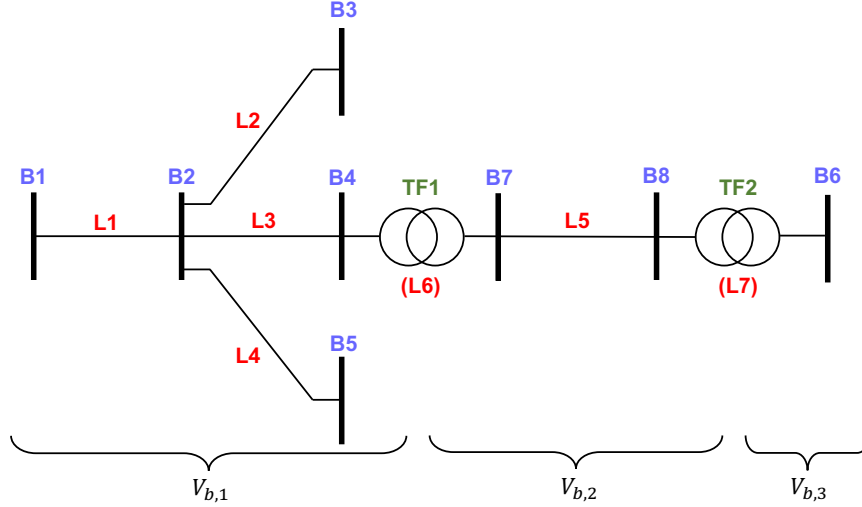 B3
L2
B1
B2
B4
TF1
B7
B8
TF2
B6
L1
L3
L5
(L6)
(L7)
B5
L4
V_{b,1}
V_{b,2}
V_{b,3}